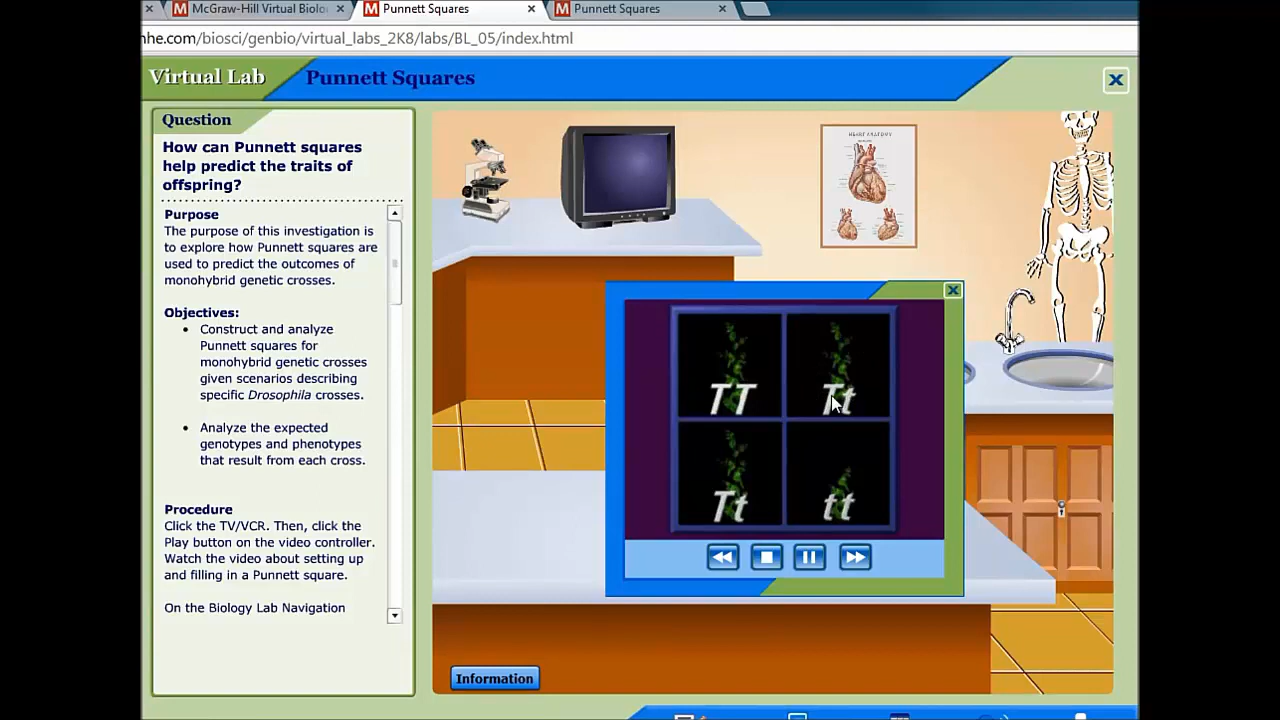 McGraw-Hill Virtual Biolo
Punnett Squares
Punnett Squares
nhe.com/biosci/genbio/virtual_labs_2K8/labs/BL_05/index.html
Virtual Lab
Punnett Squares
Question
How can Punnett squares
help predict the traits of
offspring?
Purpose
The purpose of this investigation is
to explore how Punnett squares are
used to predict the outcomes of
monohybrid genetic crosses.
Objectives:
• Construct and analyze
Punnett squares for
monohybrid genetic crosses
given scenarios describing
specific Drosophila crosses.
• Analyze the expected
genotypes and phenotypes
that result from each cross.
Procedure
Click the TV/VCR. Then, click the
Play button on the video controller.
Watch the video about setting up
and filling in a Punnett square.
On the Biology Lab Navigation
HEART ANATOMY
TT
Tt
Tt
tt
Information